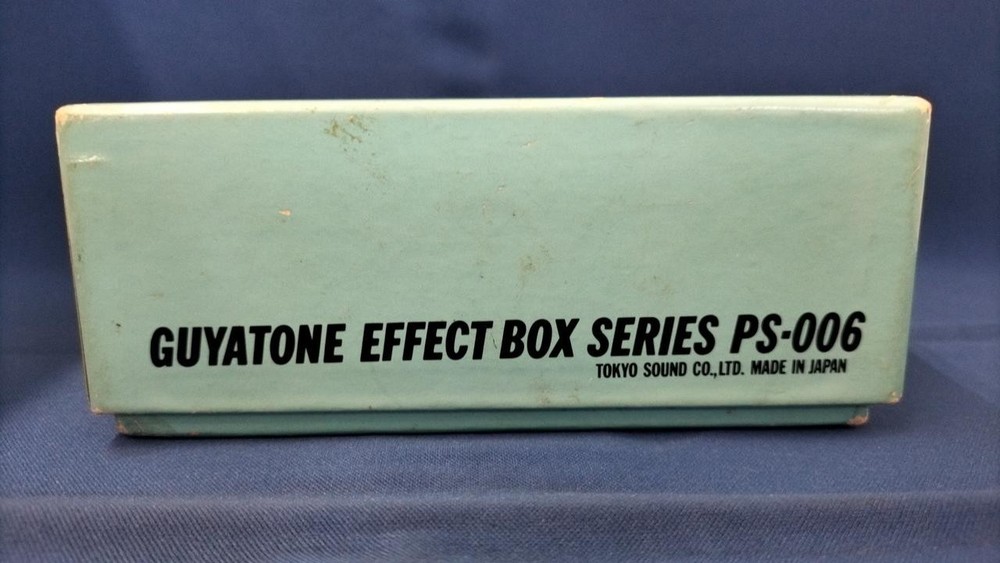 GUYATONE EFFECT BOX SERIES PS-006
TOKYO SOUND CO.,LTD. MADE IN JAPAN